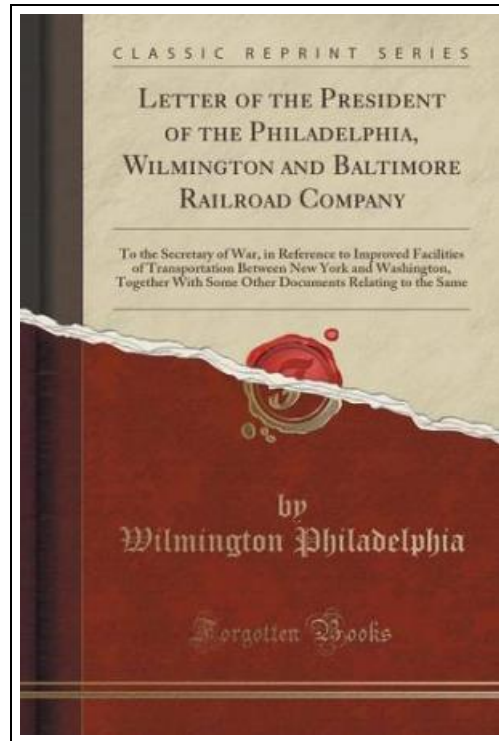 CLASSIC REPRINT SERIES
LETTER OF THE PRESIDENT
OF THE PHILADELPHIA,
WILMINGTON AND BALTIMORE
RAILROAD COMPANY
To the Secretary of War, in Reference to Improved Facilities
of Transportation Between New York and Washington,
Together With Some Other Documents Relating to the Same
by
Wilmington Philadelphia
Forgotten Books